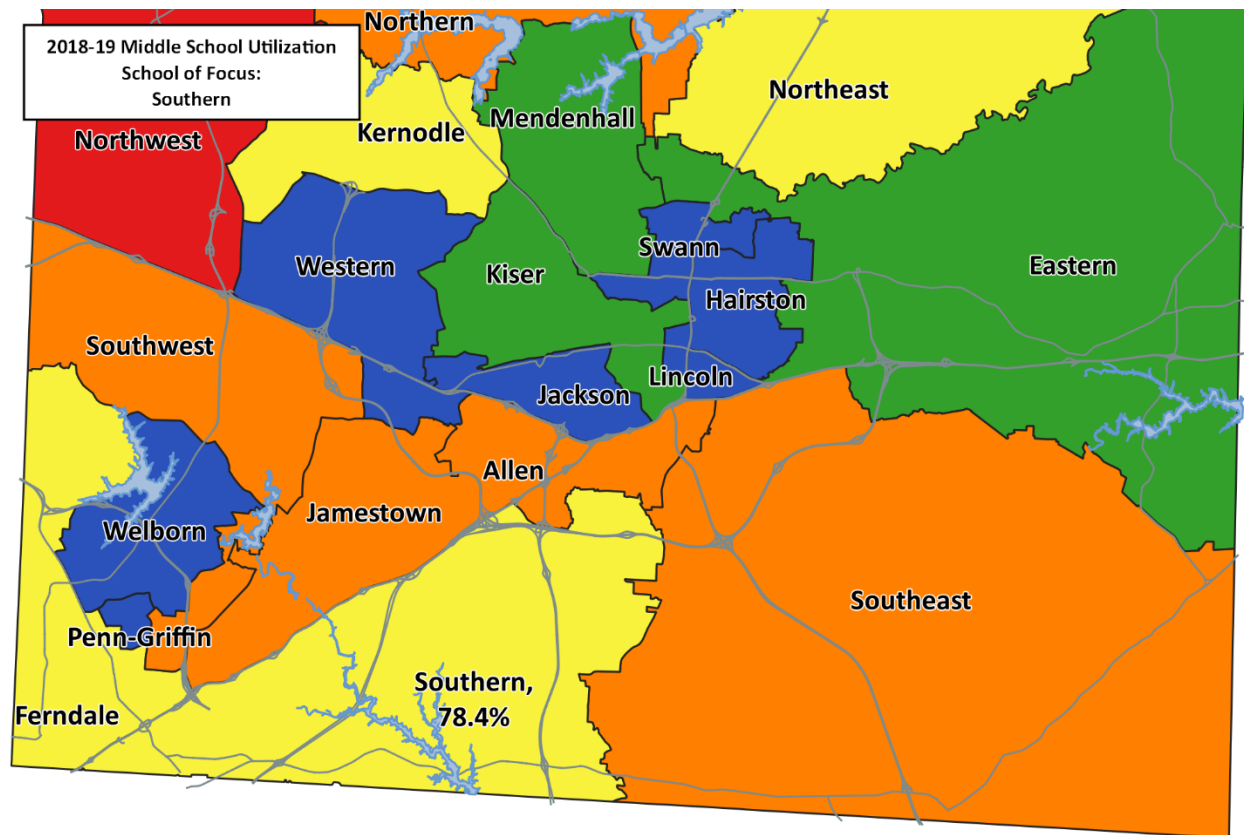 2018-19 Middle School Utilization
School of Focus:
Southern
Northern
Northeast
Mendenhall
Kernodle
Northwest
Swann
Western
Kiser
Eastern
Hairston
Southwest
Lincoln
Jackson
Allen
Jamestown
Welborn
Southeast
Penn-Griffin
Southern,
78.4%
Ferndale